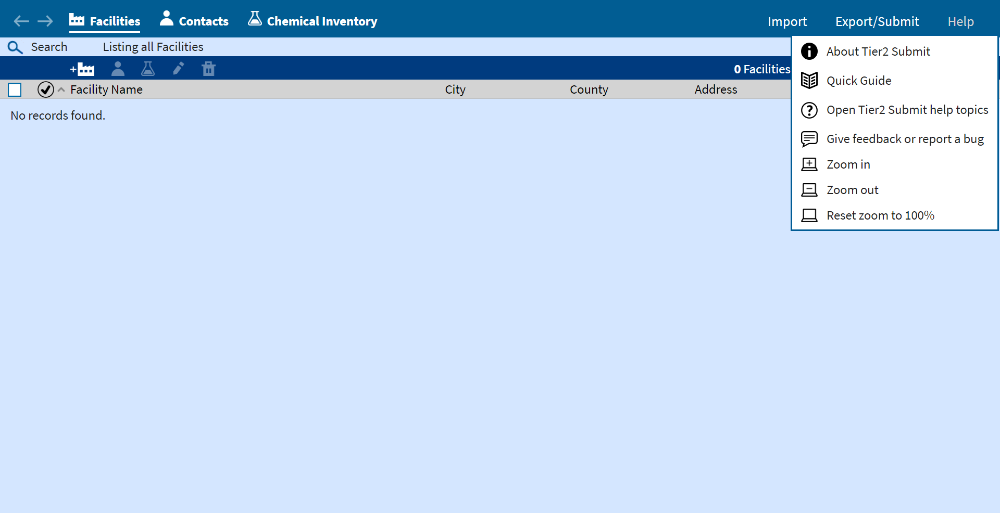 Facilities Contacts Chemical Inventory Import Export/Submit Help
Search Listing all Facilities
+ 0 Facilities
Facility Name City County Address
No records found.
About Tier2 Submit
Quick Guide
Open Tier2 Submit help topics
Give feedback or report a bug
Zoom in
Zoom out
Reset zoom to 100%